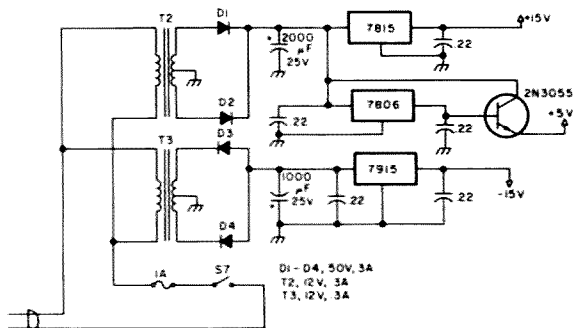 T2
D1
7815
+15V
2000
μF
25V
.22
2N3055
7806
+5V
.22
.22
D2
T3
D3
7915
-15V
1000
μF
25V
.22
.22
D4
1A
S7
D1-D4, 50V, 3A
T2, 12V, .3A
T3, 12V, .3A